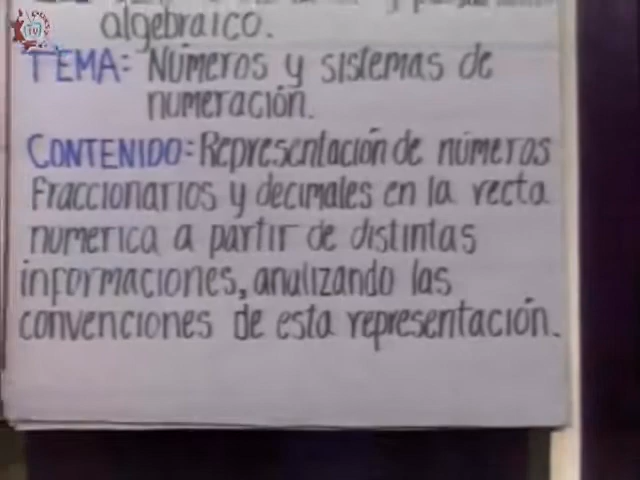 algebraico.
TEMA: Números y sistemas de
numeración.
CONTENIDO: Representación de números
Fraccionarios y decimales en la recta
numerica a partir de distintas
informaciones, analizando las
convenciones de esta representación.